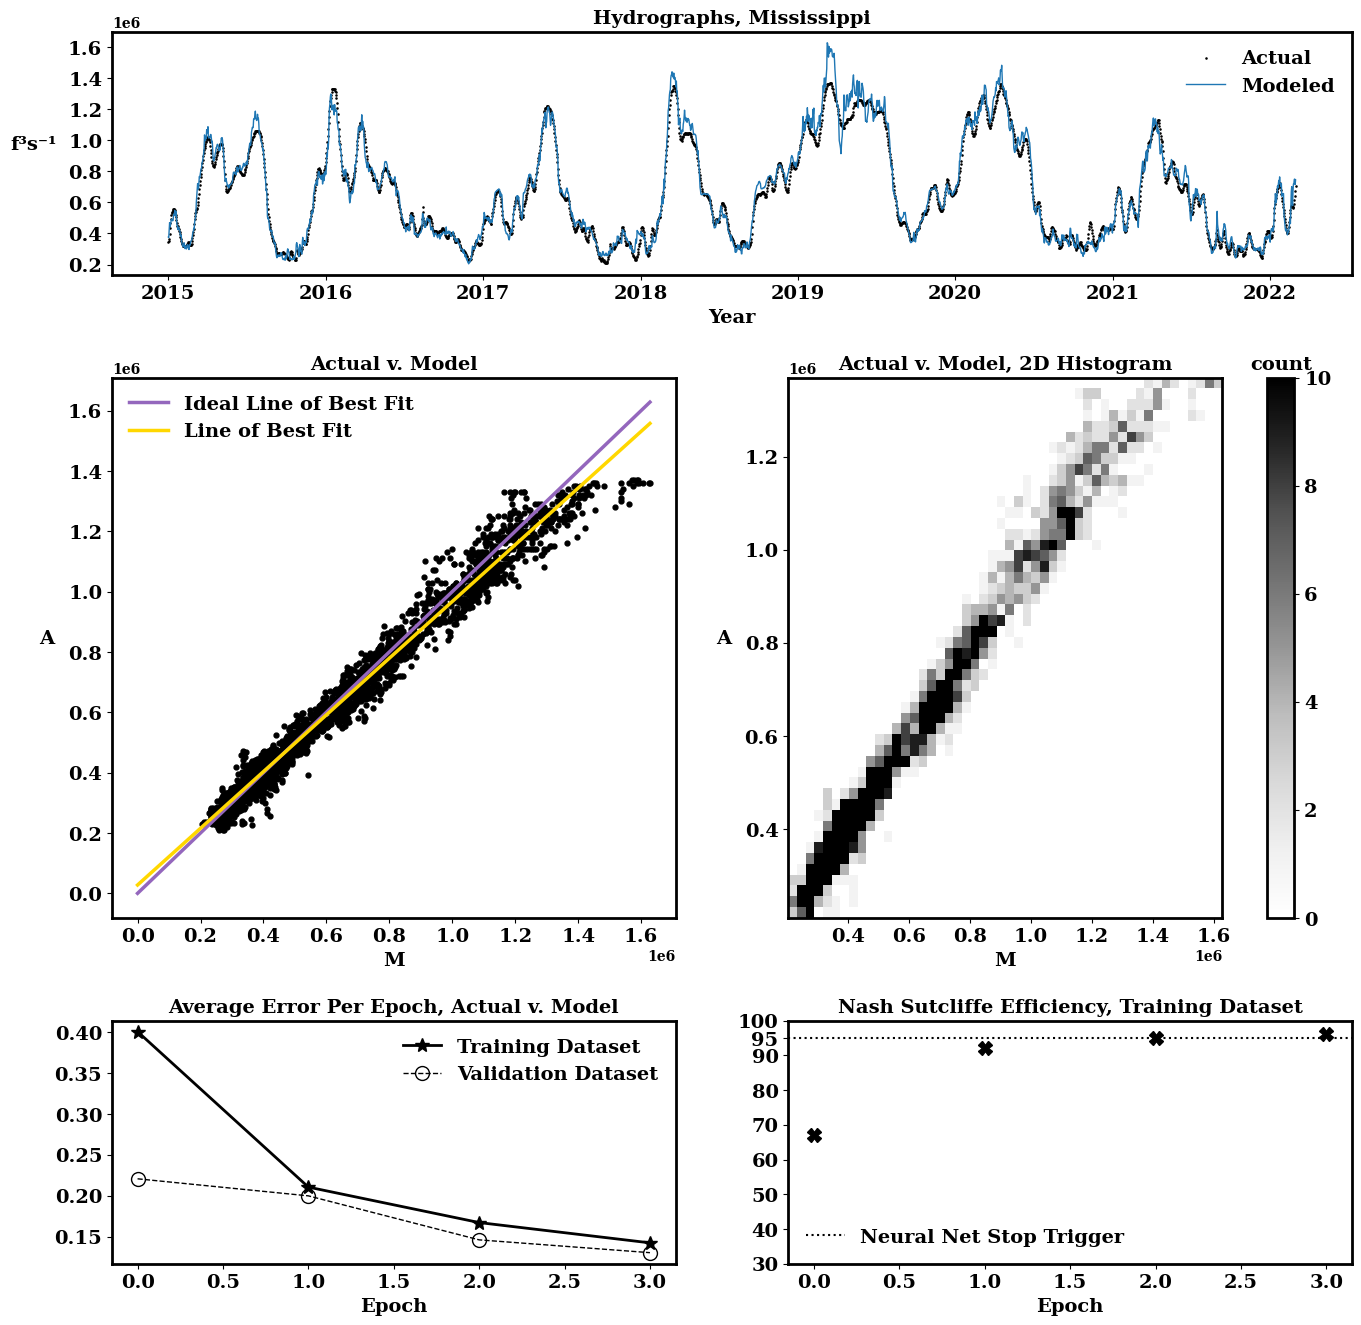 Hydrographs, Mississippi
1e6
1.6
1.4
1.2
1.0
0.8
0.6
0.4
0.2
f³s⁻¹
Actual
Modeled
2015 2016 2017 2018 2019 2020 2021 2022
Year
Actual v. Model
1e6
1.6
1.4
1.2
1.0
0.8
0.6
0.4
0.2
0.0
A
Ideal Line of Best Fit
Line of Best Fit
0.0 0.2 0.4 0.6 0.8 1.0 1.2 1.4 1.6
1e6
M
Actual v. Model, 2D Histogram
1e6
1.2
1.0
0.8
0.6
0.4
A
0.4 0.6 0.8 1.0 1.2 1.4 1.6
1e6
M
count
10
8
6
4
2
0
Average Error Per Epoch, Actual v. Model
0.40
0.35
0.30
0.25
0.20
0.15
Training Dataset
Validation Dataset
0.0 0.5 1.0 1.5 2.0 2.5 3.0
Epoch
Nash Sutcliffe Efficiency, Training Dataset
100
95
90
80
70
60
50
40
30
Neural Net Stop Trigger
0.0 0.5 1.0 1.5 2.0 2.5 3.0
Epoch